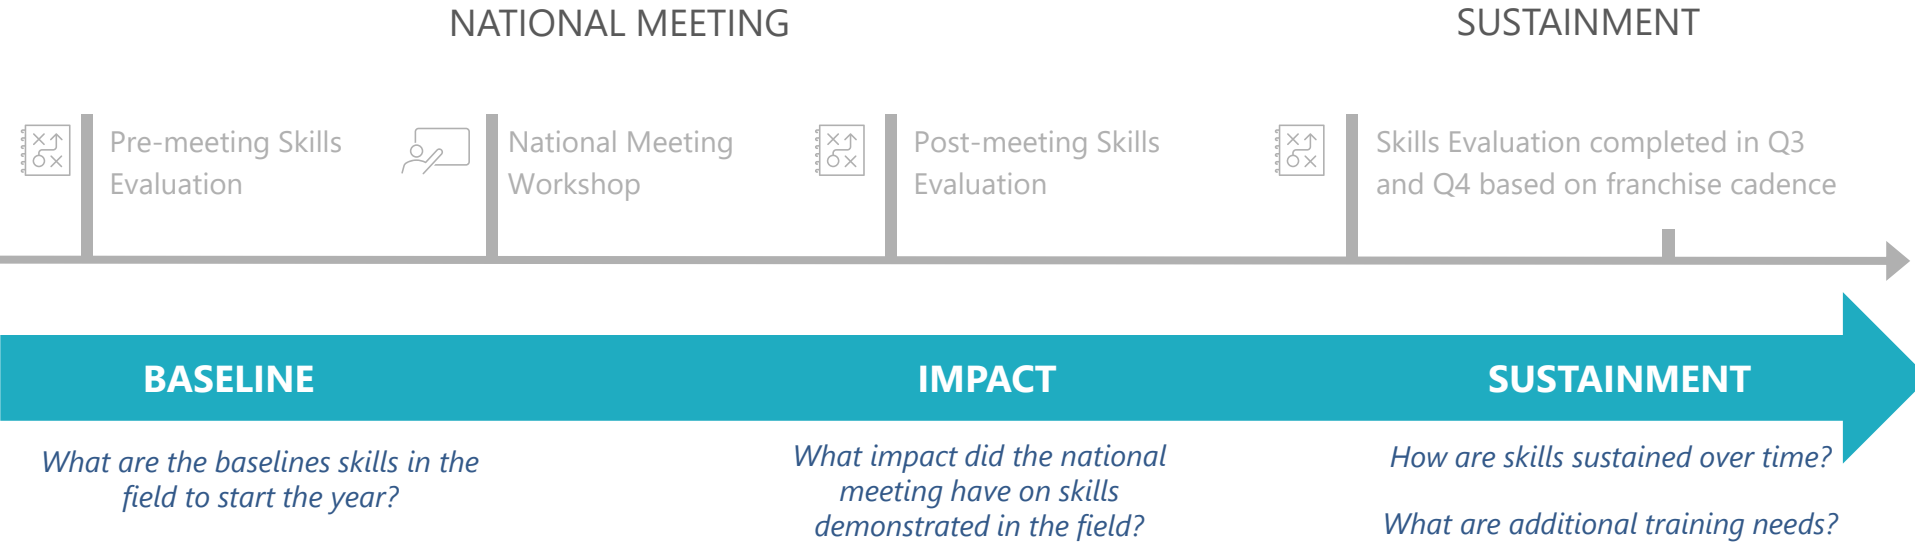 NATIONAL MEETING
SUSTAINMENT
Pre-meeting Skills
Evaluation
National Meeting
Workshop
Post-meeting Skills
Evaluation
Skills Evaluation completed in Q3
and Q4 based on franchise cadence
BASELINE
IMPACT
SUSTAINMENT
What are the baselines skills in the
field to start the year?
What impact did the national
meeting have on skills
demonstrated in the field?
How are skills sustained over time?
What are additional training needs?